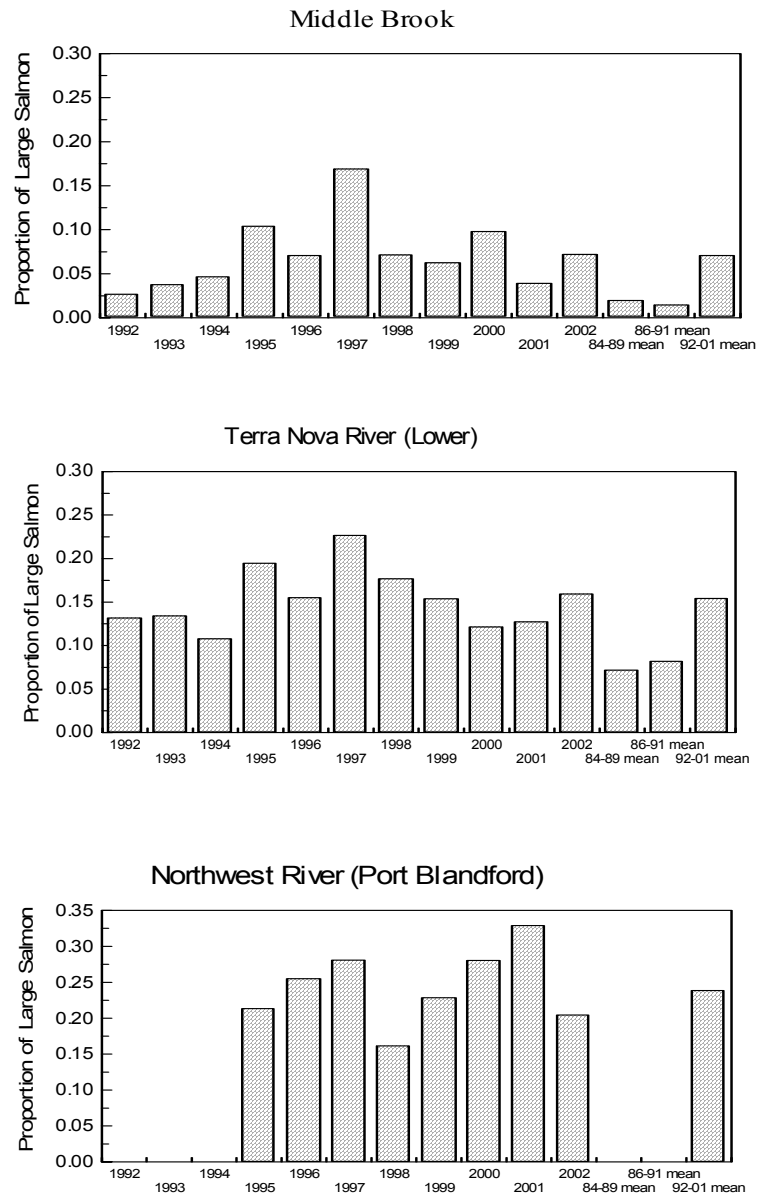 Middle Brook
Proportion of Large Salmon
0.30
0.25
0.20
0.15
0.10
0.05
0.00
1992 1994 1996 1998 2000 2002 86-91 mean
1993 1995 1997 1999 2001 84-89 mean 92-01 mean
Terra Nova River (Lower)
Proportion of Large Salmon
0.30
0.25
0.20
0.15
0.10
0.05
0.00
1992 1994 1996 1998 2000 2002 86-91 mean
1993 1995 1997 1999 2001 84-89 mean 92-01 mean
Northwest River (Port Blandford)
Proportion of Large Salmon
0.35
0.30
0.25
0.20
0.15
0.10
0.05
0.00
1992 1994 1996 1998 2000 2002 86-91 mean
1993 1995 1997 1999 2001 84-89 mean 92-01 mean